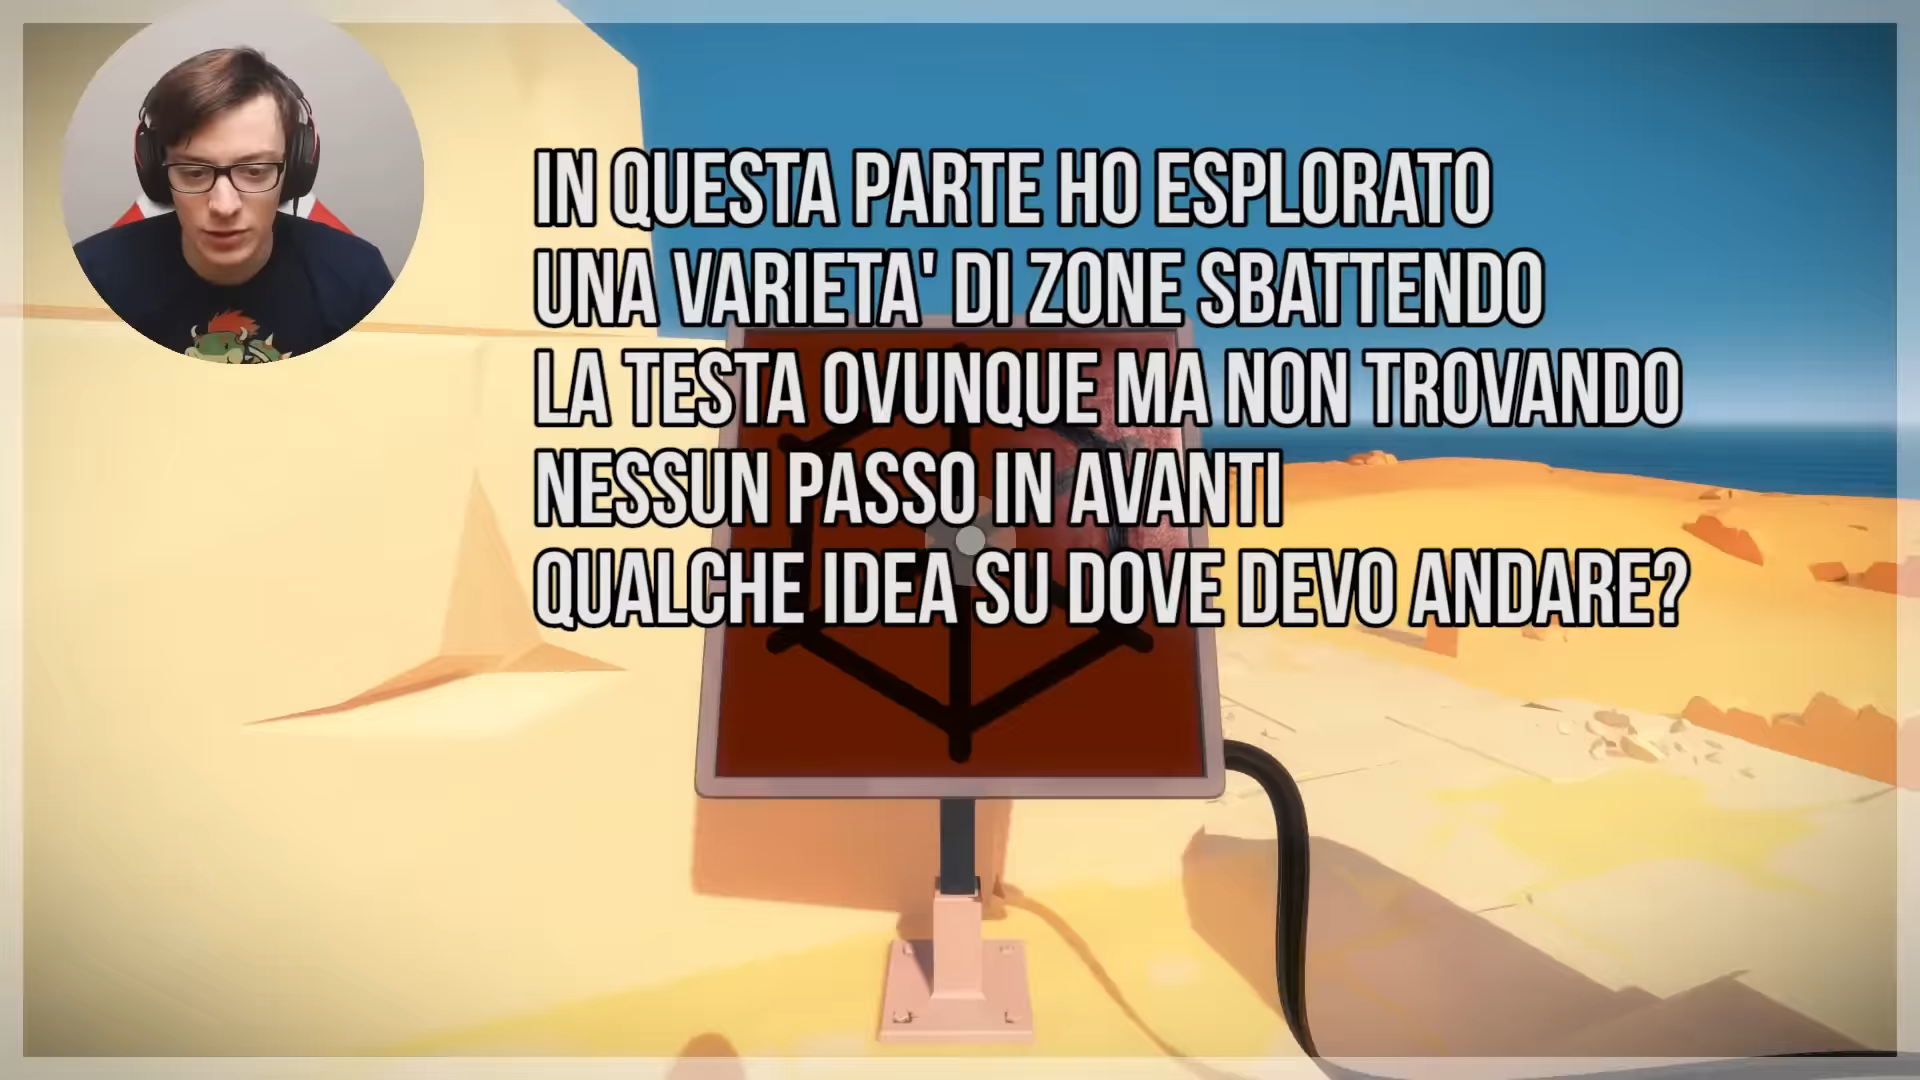 IN QUESTA PARTE HO ESPLORATO
UNA VARIETA' DI ZONE SBATTENDO
LA TESTA OVUNQUE MA NON TROVANDO
NESSUN PASSO IN AVANTI
QUALCHE IDEA SU DOVE DEVO ANDARE?